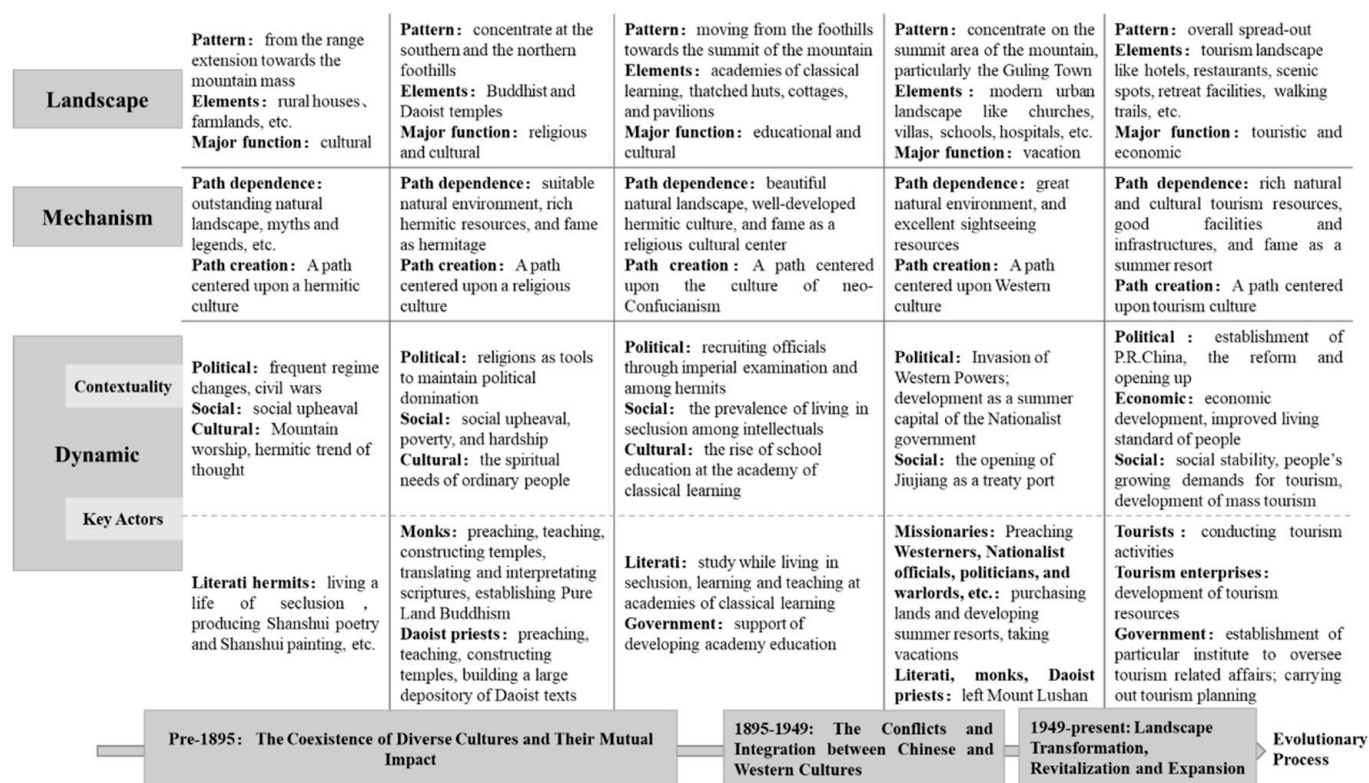 Landscape
Pattern: from the range
extension towards the
mountain mass
Elements: rural houses、
farmlands, etc.
Major function: cultural
Pattern: concentrate at the
southern and the northern
foothills
Elements: Buddhist and
Daoist temples
Major function: religious
and cultural
Pattern: moving from the foothills
towards the summit of the mountain
Elements: academies of classical
learning, thatched huts, cottages,
and pavilions
Major function: educational and
cultural
Pattern: concentrate on the
summit area of the mountain,
particularly the Guling Town
Elements: modern urban
landscape like churches,
villas, schools, hospitals, etc.
Major function: vacation
Pattern: overall spread-out
Elements: tourism landscape
like hotels, restaurants, scenic
spots, retreat facilities, walking
trails, etc.
Major function: touristic and
economic
Mechanism
Path dependence:
outstanding natural
landscape, myths and
legends, etc.
Path creation: A path
centered upon a hermitic
culture
Path dependence: suitable
natural environment, rich
hermitic resources, and fame
as hermitage
Path creation: A path
centered upon a religious
culture
Path dependence: beautiful
natural landscape, well-developed
hermitic culture, and fame as a
religious cultural center
Path creation: A path centered
upon the culture of neo-
Confucianism
Path dependence: great
natural environment, and
excellent sightseeing
resources
Path creation: A path
centered upon Western
culture
Path dependence: rich natural
and cultural tourism resources,
good facilities and
infrastructures, and fame as a
summer resort
Path creation: A path centered
upon tourism culture
Dynamic
Contextuality
Political: frequent regime
changes, civil wars
Social: social upheaval
Cultural: Mountain
worship, hermitic trend of
thought
Political: religions as tools
to maintain political
domination
Social: social upheaval,
poverty, and hardship
Cultural: the spiritual
needs of ordinary people
Political: recruiting officials
through imperial examination and
among hermits
Social: the prevalence of living in
seclusion among intellectuals
Cultural: the rise of school
education at the academy of
classical learning
Political: Invasion of
Western Powers;
development as a summer
capital of the Nationalist
government
Social: the opening of
Jiujiang as a treaty port
Political : establishment of
P.R.China, the reform and
opening up
Economic: economic
development, improved living
standard of people
Social: social stability, people's
growing demands for tourism,
development of mass tourism
Key Actors
Literati hermits: living a
life of seclusion ,
producing Shanshui poetry
and Shanshui painting, etc.
Monks: preaching, teaching,
constructing temples,
translating and interpretating
scriptures, establishing Pure
Land Buddhism
Daoist priests: preaching,
teaching, constructing
temples, building a large
depository of Daoist texts
Literati: study while living in
seclusion, learning and teaching at
academies of classical learning
Government: support of
developing academy education
Missionaries: Preaching
Westerners, Nationalist
officials, politicians, and
warlords, etc.: purchasing
lands and developing
summer resorts, taking
vacations
Literati, monks, Daoist
priests: left Mount Lushan
Tourists : conducting tourism
activities
Tourism enterprises:
development of tourism
resources
Government: establishment of
particular institute to oversee
tourism related affairs; carrying
out tourism planning
Pre-1895: The Coexistence of Diverse Cultures and Their Mutual
Impact
1895-1949: The Conflicts and
Integration between Chinese and
Western Cultures
1949-present: Landscape
Transformation,
Revitalization and Expansion
Evolutionary
Process